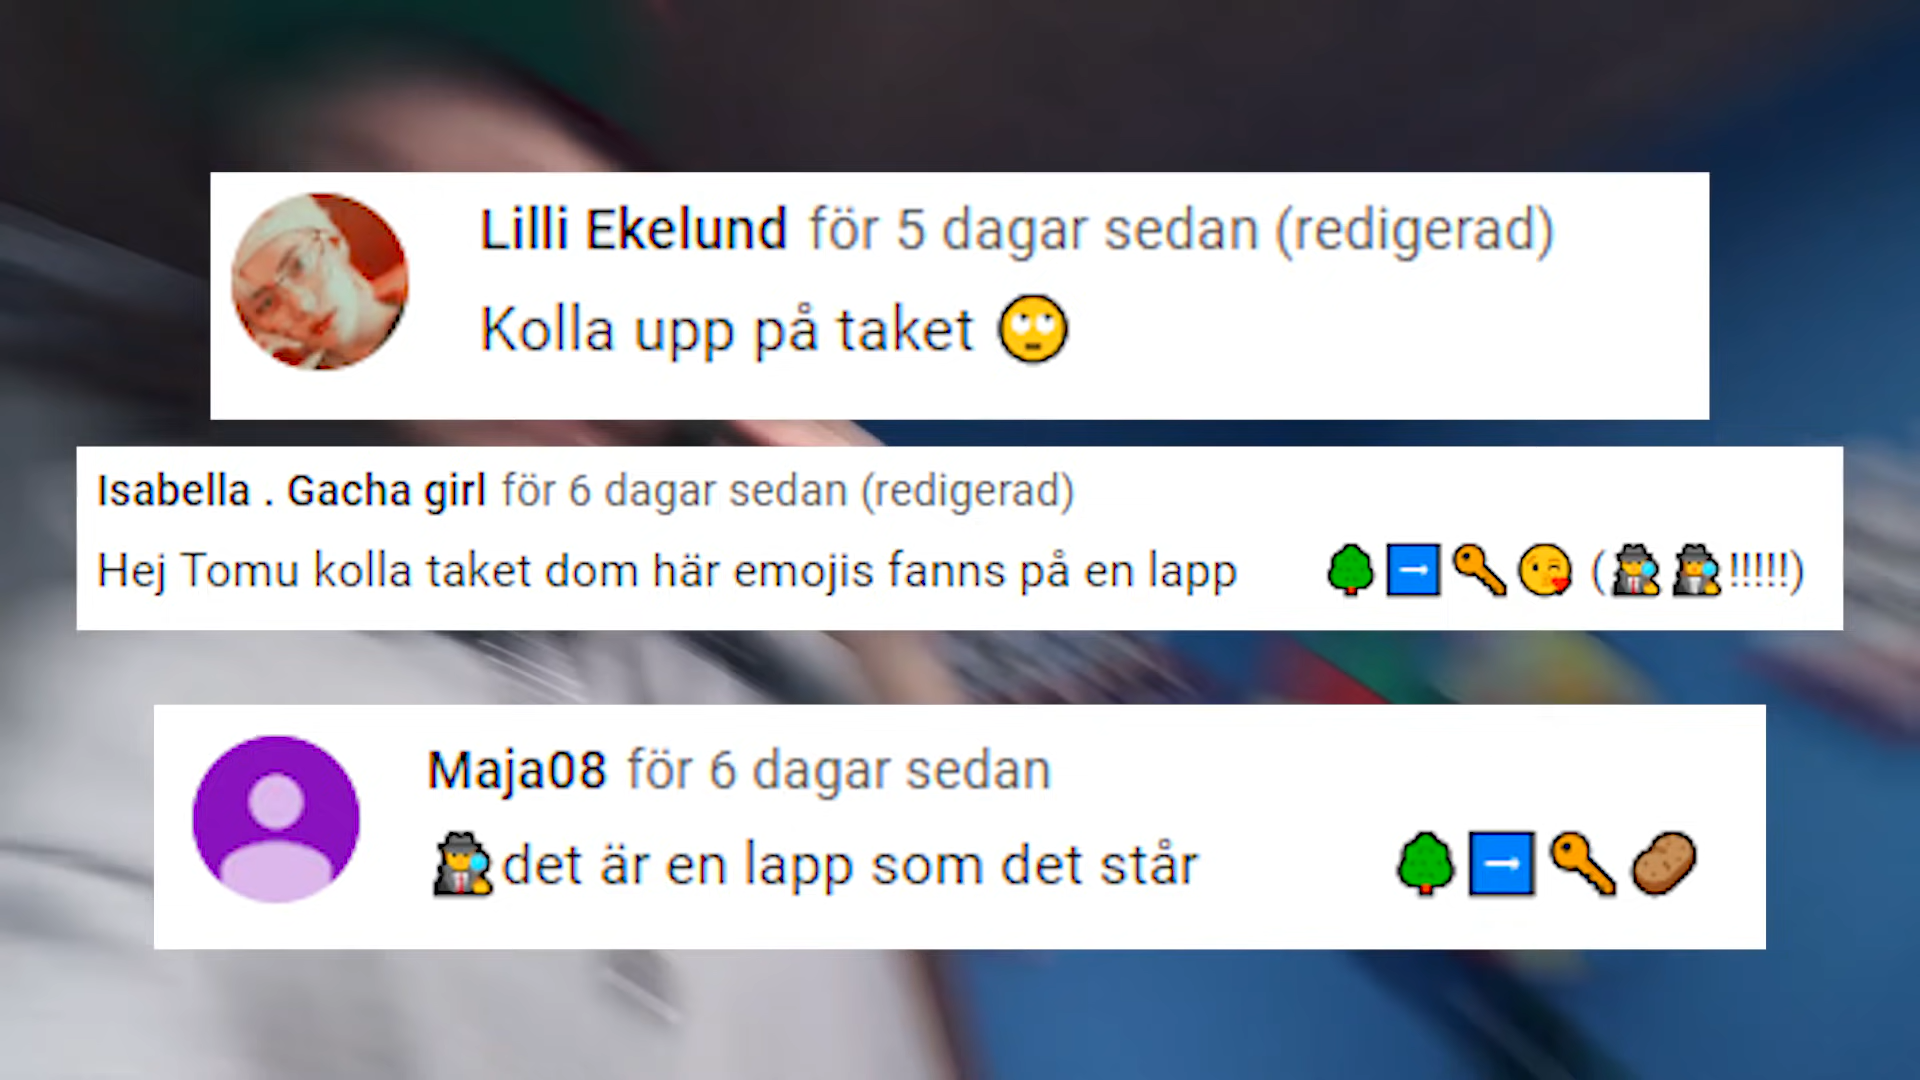 Lilli Ekelund för 5 dagar sedan (redigerad)
Kolla upp på taket 🙄
Isabella . Gacha girl för 6 dagar sedan (redigerad)
Hej Tomu kolla taket dom här emojis fanns på en lapp 🌳➡️🔑😘 (🕵️🕵️!!!!!)
Maja08 för 6 dagar sedan
🕵️det är en lapp som det står 🌳➡️🔑🥔